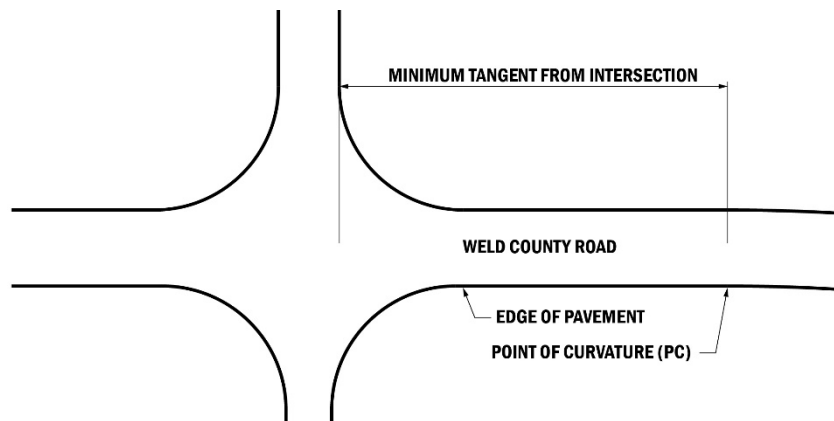 MINIMUM TANGENT FROM INTERSECTION
WELD COUNTY ROAD
EDGE OF PAVEMENT
POINT OF CURVATURE (PC)